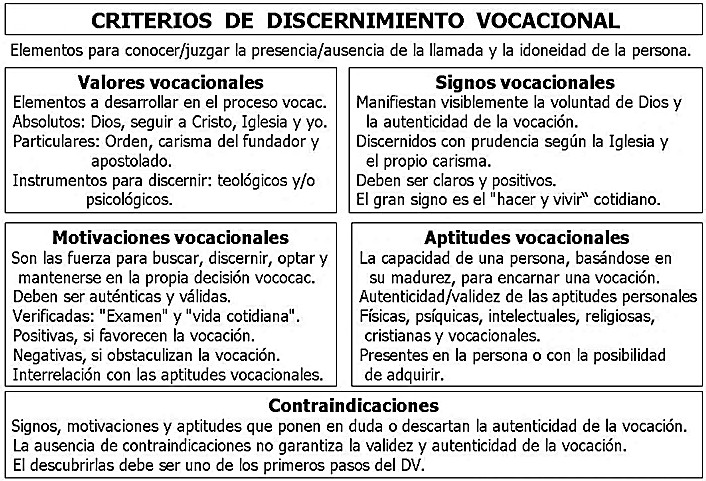 CRITERIOS DE DISCERNIMIENTO VOCACIONAL
Elementos para conocer/juzgar la presencia/ausencia de la llamada y la idoneidad de la persona.
Valores vocacionales
Elementos a desarrollar en el proceso vocac.
Absolutos: Dios, seguir a Cristo, Iglesia y yo.
Particulares: Orden, carisma del fundador y
apostolado.
Instrumentos para discernir: teológicos y/o
psicológicos.
Signos vocacionales
Manifiestan visiblemente la voluntad de Dios y
la autenticidad de la vocación.
Discernidos con prudencia según la Iglesia y
el propio carisma.
Deben ser claros y positivos.
El gran signo es el "hacer y vivir“ cotidiano.
Motivaciones vocacionales
Son las fuerza para buscar, discernir, optar y
mantenerse en la propia decisión vococac.
Deben ser auténticas y válidas.
Verificadas: "Examen" y "vida cotidiana".
Positivas, si favorecen la vocación.
Negativas, si obstaculizan la vocación.
Interrelación con las aptitudes vocacionales.
Aptitudes vocacionales
La capacidad de una persona, basándose en
su madurez, para encarnar una vocación.
Autenticidad/validez de las aptitudes personales
Físicas, psíquicas, intelectuales, religiosas,
cristianas y vocacionales.
Presentes en la persona o con la posibilidad
de adquirir.
Contraindicaciones
Signos, motivaciones y aptitudes que ponen en duda o descartan la autenticidad de la vocación.
La ausencia de contraindicaciones no garantiza la validez y autenticidad de la vocación.
El descubrirlas debe ser uno de los primeros pasos del DV.